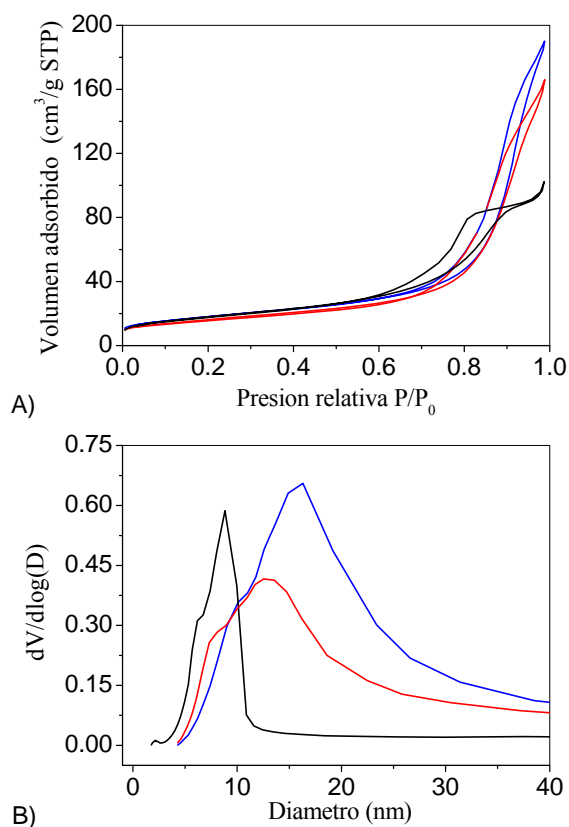 200
160
120
80
40
0
Volumen adsorbido (cm³/g STP)
0.0 0.2 0.4 0.6 0.8 1.0
Presion relativa P/P₀
A)
0.75
0.60
0.45
0.30
0.15
0.00
dV/dlog(D)
0 10 20 30 40
Diametro (nm)
B)